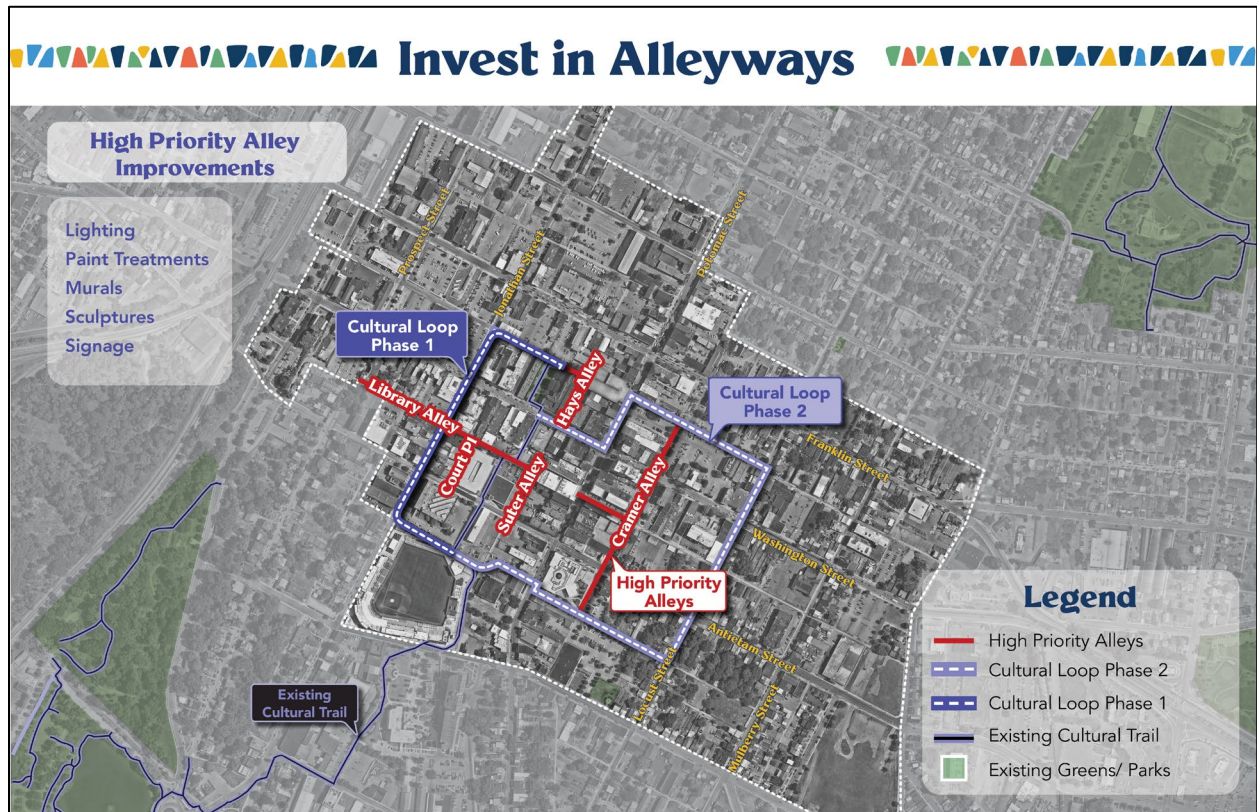 Invest in Alleyways
High Priority Alley
Improvements
Lighting
Paint Treatments
Murals
Sculptures
Signage
Prospect Street
Jonathan Street
Potomac Street
Cultural Loop
Phase 1
Library Alley
Hays Alley
Cultural Loop
Phase 2
Court Pl
Suter Alley
Cramer Alley
Franklin Street
Washington Street
High Priority
Alleys
Antietam Street
Locust Street
Mulberry Street
Existing
Cultural Trail
Legend
High Priority Alleys
Cultural Loop Phase 2
Cultural Loop Phase 1
Existing Cultural Trail
Existing Greens/ Parks